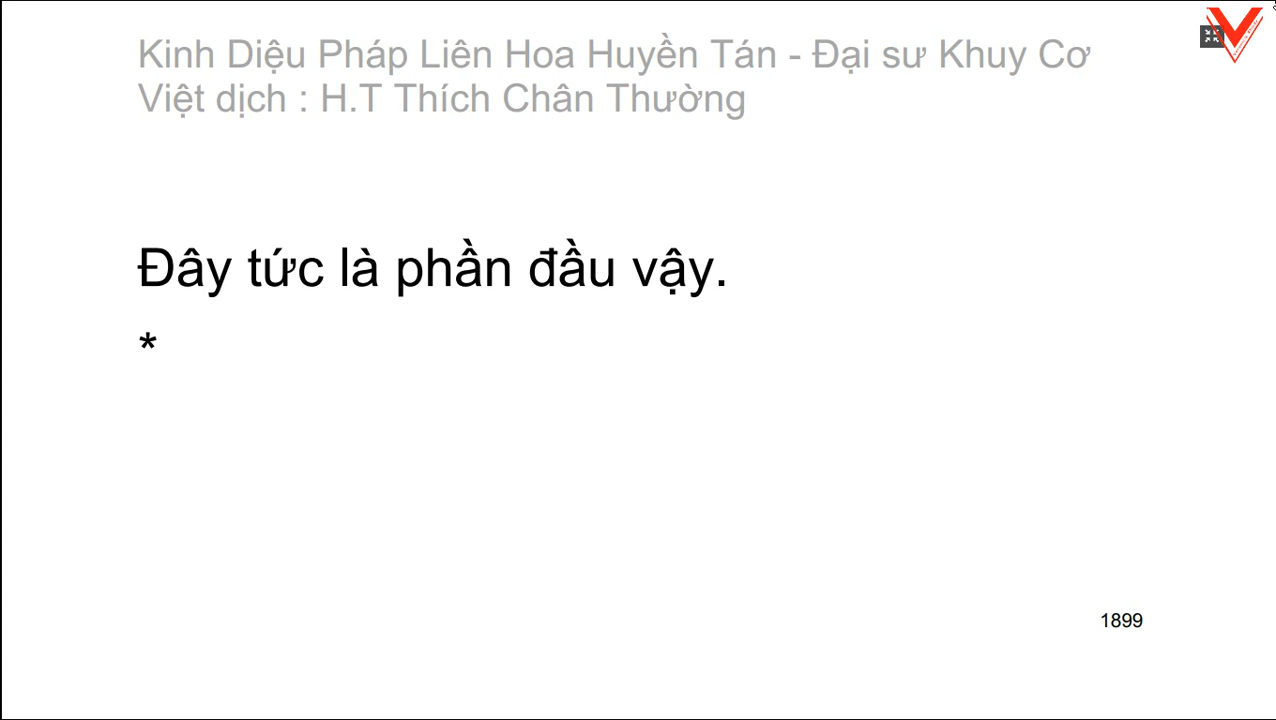 Kinh Diệu Pháp Liên Hoa Huyền Tán - Đại sư Khuy Cơ
Việt dịch : H.T Thích Chân Thường
Đây tức là phần đầu vậy.
*
1899